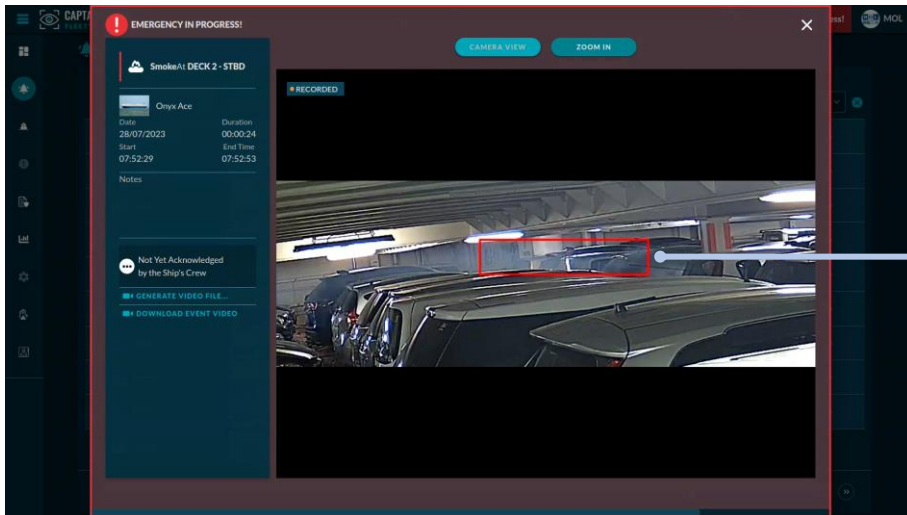 CAPTA
EMERGENCY IN PROGRESS!
MOL
CAMERA VIEW
ZOOM IN
SmokeAt DECK 2 - STBD
RECORDED
Onyx Ace
Date Duration
28/07/2023 00:00:24
Start End Time
07:52:29 07:52:53
Notes
Not Yet Acknowledged
by the Ship's Crew
GENERATE VIDEO FILE...
DOWNLOAD EVENT VIDEO